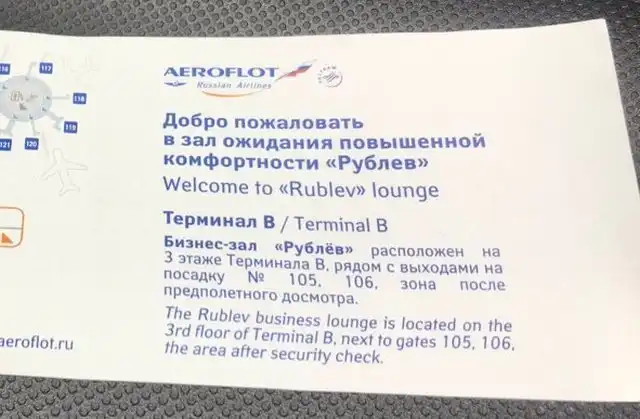 116
117
118
119
120
121
AEROFLOT
Russian Airlines
Добро пожаловать
в зал ожидания повышенной
комфортности «Рублев»
Welcome to «Rublev» lounge
Терминал B / Terminal B
Бизнес-зал «Рублёв» расположен на
3 этаже Терминала B, рядом с выходами на
посадку № 105, 106, зона после
предполетного досмотра.
The Rublev business lounge is located on the
3rd floor of Terminal B, next to gates 105, 106,
the area after security check.
aeroflot.ru